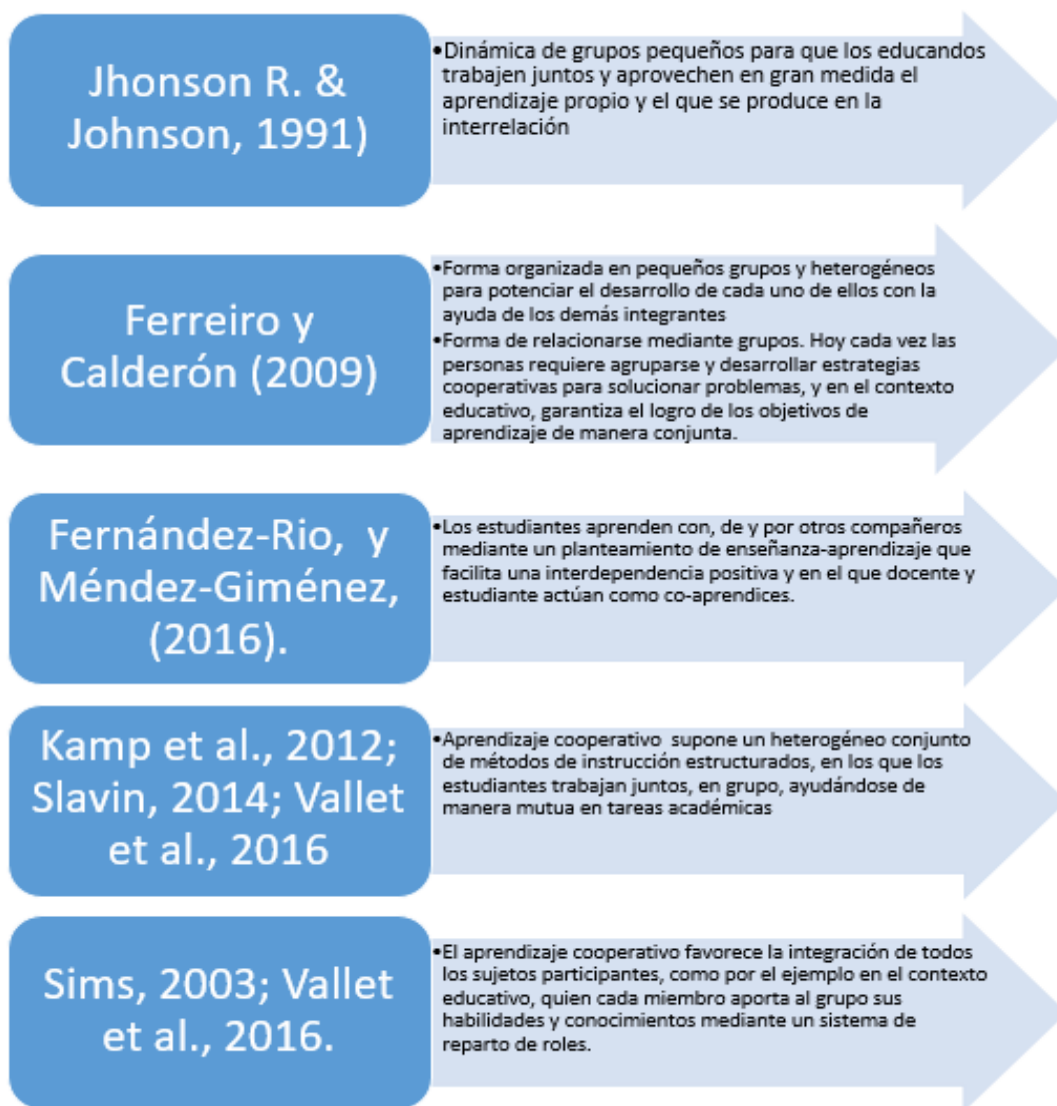 Jhonson R. &
Johnson, 1991)
•Dinámica de grupos pequeños para que los educandos
trabajen juntos y aprovechen en gran medida el
aprendizaje propio y el que se produce en la
interrelación
Ferreiro y
Calderón (2009)
•Forma organizada en pequeños grupos y heterogéneos
para potenciar el desarrollo de cada uno de ellos con la
ayuda de los demás integrantes
•Forma de relacionarse mediante grupos. Hoy cada vez las
personas requiere agruparse y desarrollar estrategias
cooperativas para solucionar problemas, y en el contexto
educativo, garantiza el logro de los objetivos de
aprendizaje de manera conjunta.
Fernández-Rio, y
Méndez-Giménez,
(2016).
•Los estudiantes aprenden con, de y por otros compañeros
mediante un planteamiento de enseñanza-aprendizaje que
facilita una interdependencia positiva y en el que docente y
estudiante actúan como co-aprendices.
Kamp et al., 2012;
Slavin, 2014; Vallet
et al., 2016
•Aprendizaje cooperativo supone un heterogéneo conjunto
de métodos de instrucción estructurados, en los que los
estudiantes trabajan juntos, en grupo, ayudándose de
manera mutua en tareas académicas
Sims, 2003; Vallet
et al., 2016.
•El aprendizaje cooperativo favorece la integración de todos
los sujetos participantes, como por el ejemplo en el contexto
educativo, quien cada miembro aporta al grupo sus
habilidades y conocimientos mediante un sistema de
reparto de roles.